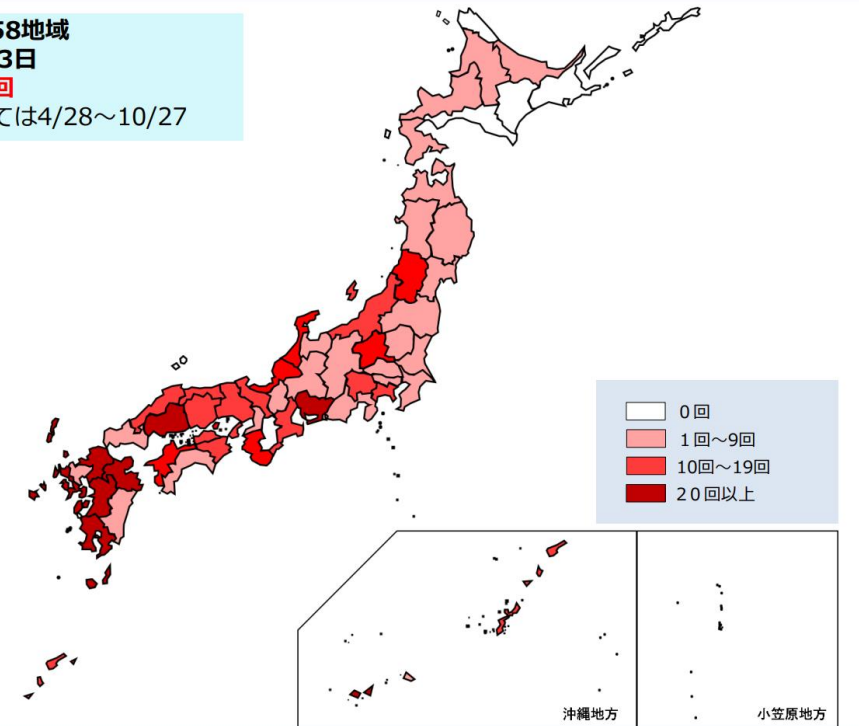 58地域
3日
回
ては4/28～10/27
0回
1回～9回
10回～19回
20回以上
沖縄地方
小笠原地方